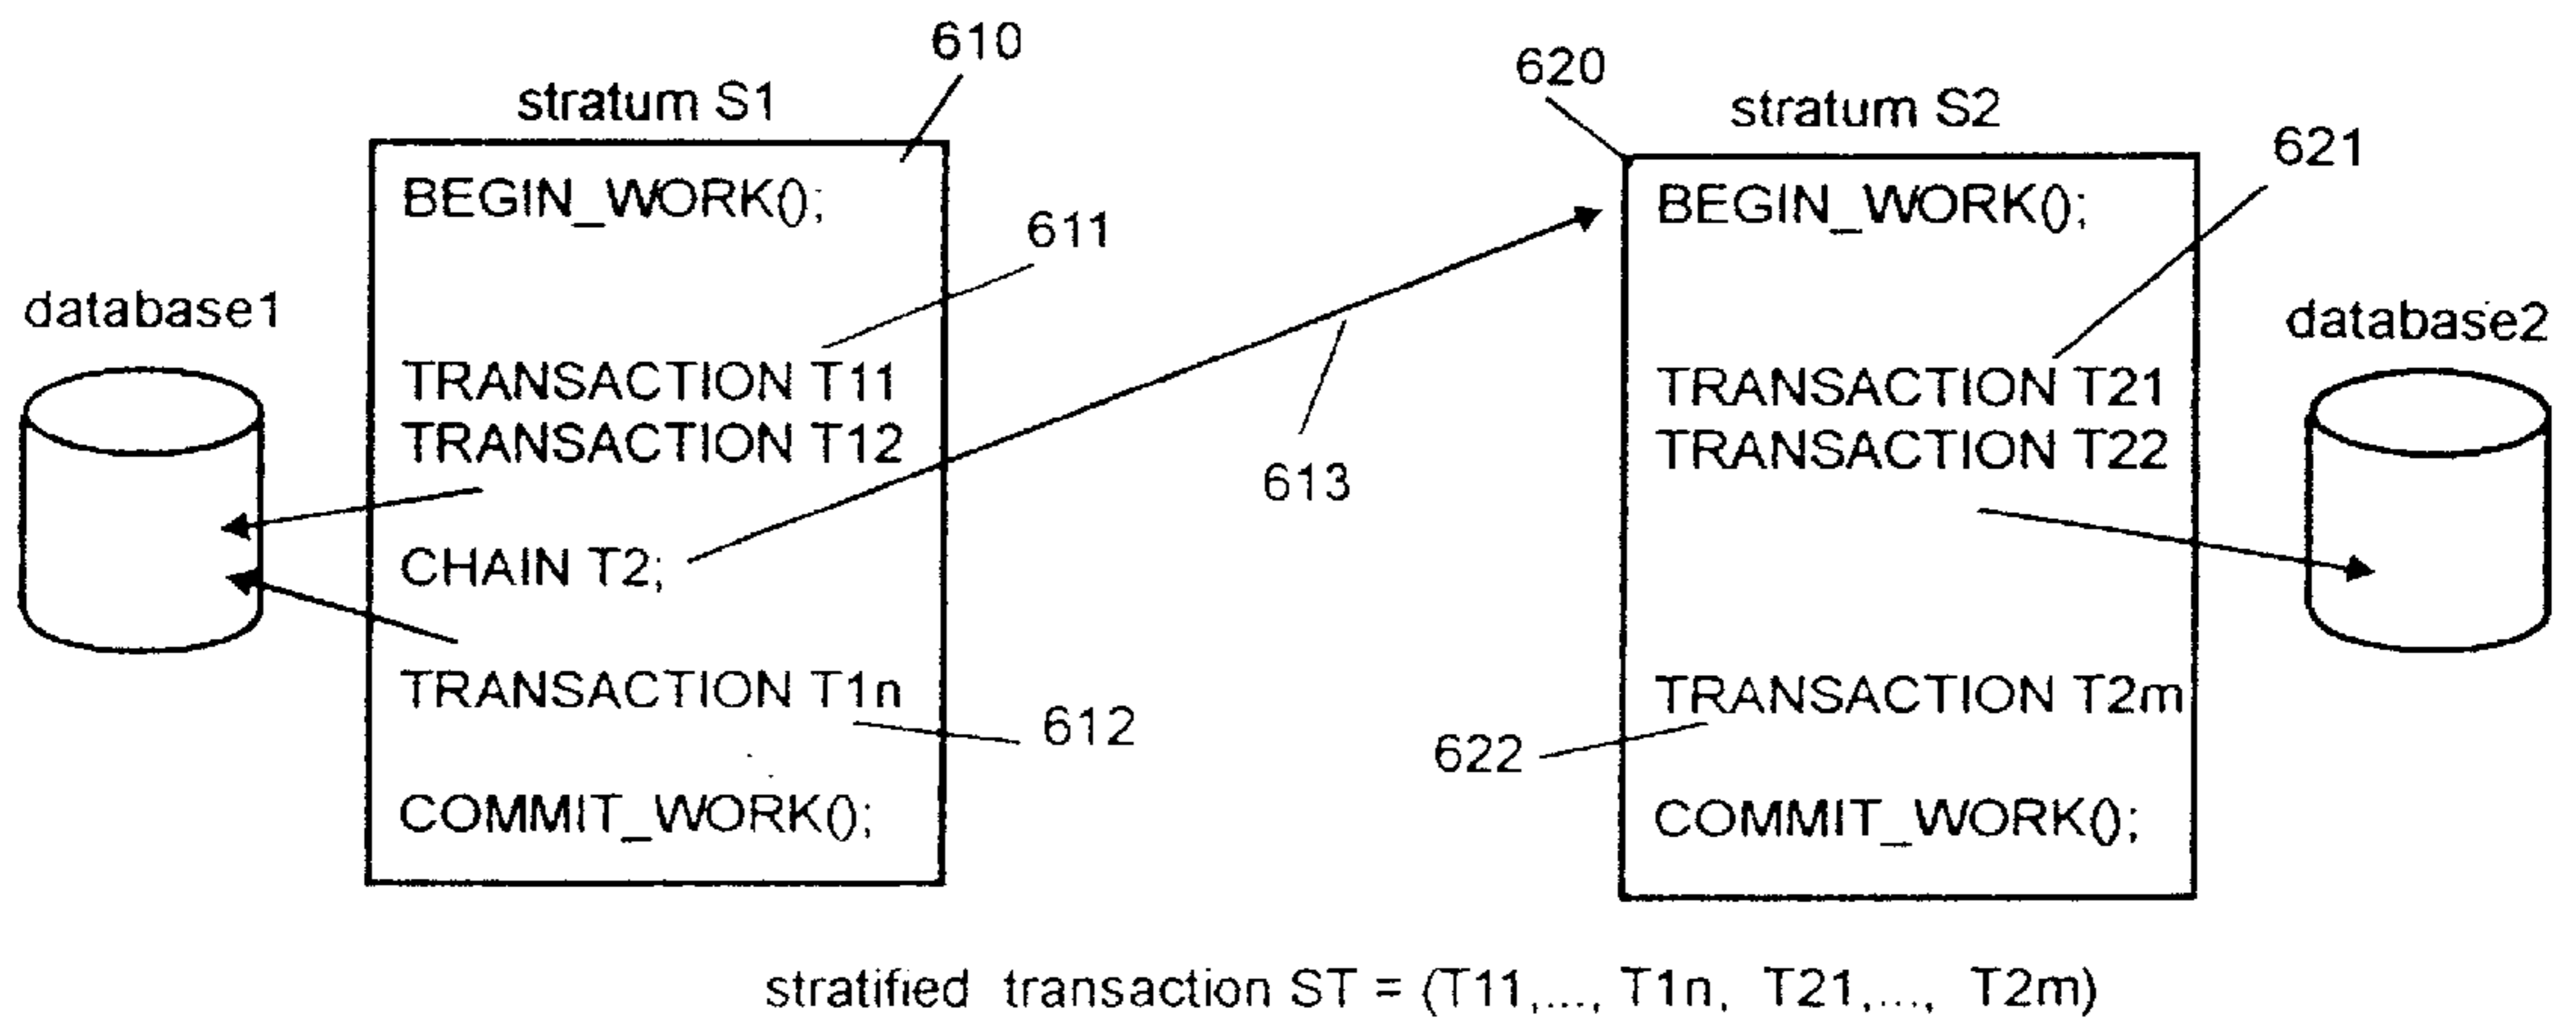 610
620
stratum S1
stratum S2
621
BEGIN_WORK();
BEGIN_WORK();
611
database1
database2
TRANSACTION T11
TRANSACTION T21
TRANSACTION T12
TRANSACTION T22
613
CHAIN T2;
TRANSACTION T1n
TRANSACTION T2m
612
622
COMMIT_WORK();
COMMIT_WORK();
stratified transaction ST = (T11,..., T1n, T21,..., T2m)